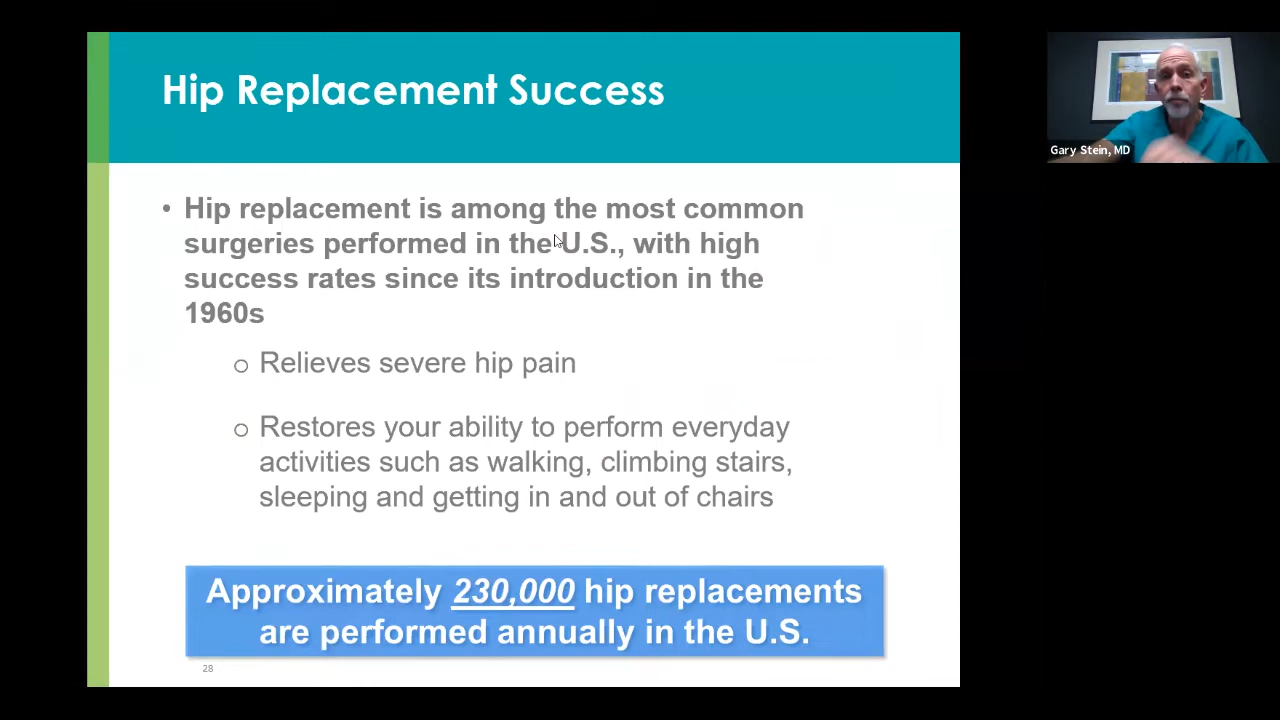 Hip Replacement Success
Gary Stein, MD
• Hip replacement is among the most common
surgeries performed in the U.S., with high
success rates since its introduction in the
1960s
o Relieves severe hip pain
o Restores your ability to perform everyday
activities such as walking, climbing stairs,
sleeping and getting in and out of chairs
Approximately 230,000 hip replacements
are performed annually in the U.S.
28